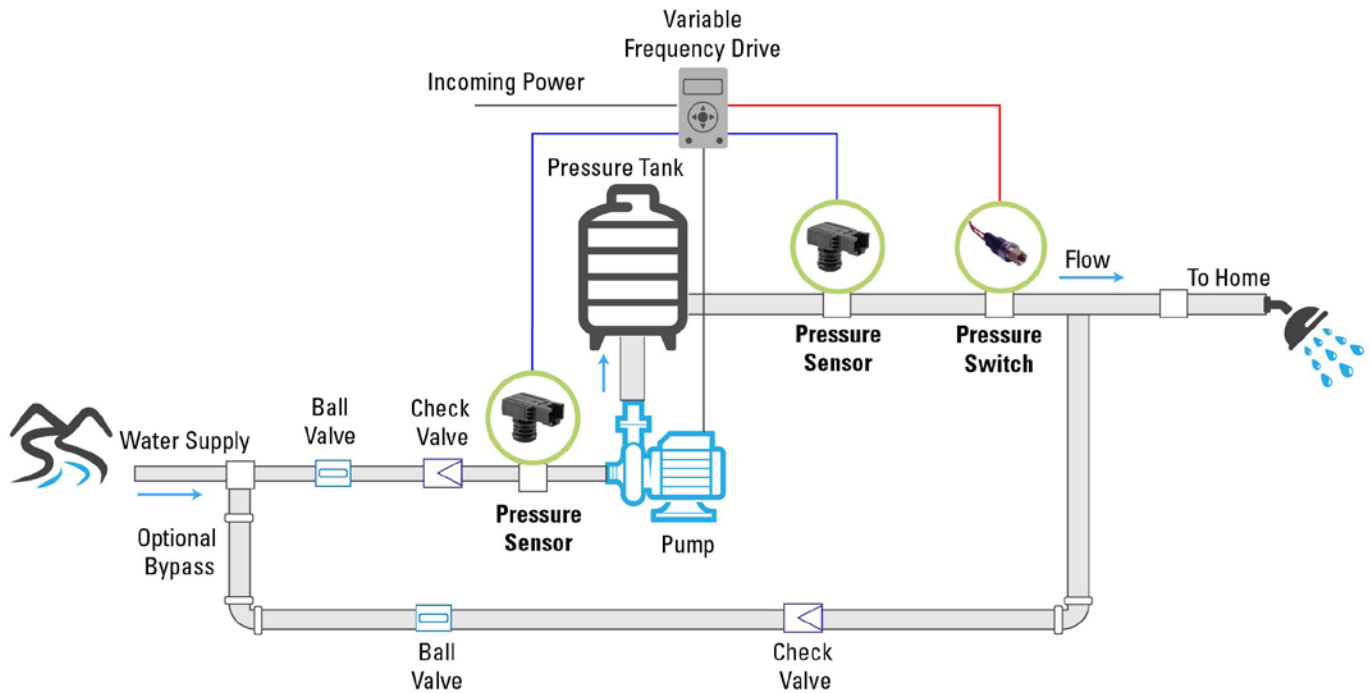 Variable
Frequency Drive
Incoming Power
Pressure Tank
Flow
To Home
Pressure
Sensor
Pressure
Switch
Ball
Valve
Check
Valve
Water Supply
Pressure
Sensor
Pump
Optional
Bypass
Ball
Valve
Check
Valve